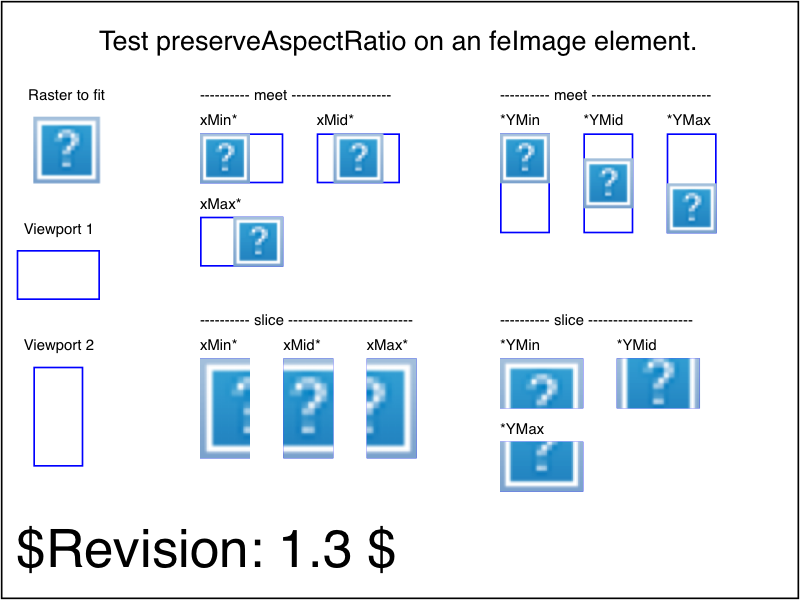 Test preserveAspectRatio on an feImage element.
Raster to fit
---------- meet --------------------
---------- meet ------------------------
xMin*
xMid*
*YMin
*YMid
*YMax
?
?
?
?
?
?
xMax*
?
Viewport 1
---------- slice -------------------------
---------- slice ---------------------
Viewport 2
xMin*
xMid*
xMax*
*YMin
*YMid
?
?
?
?
?
*YMax
?
$Revision: 1.3 $